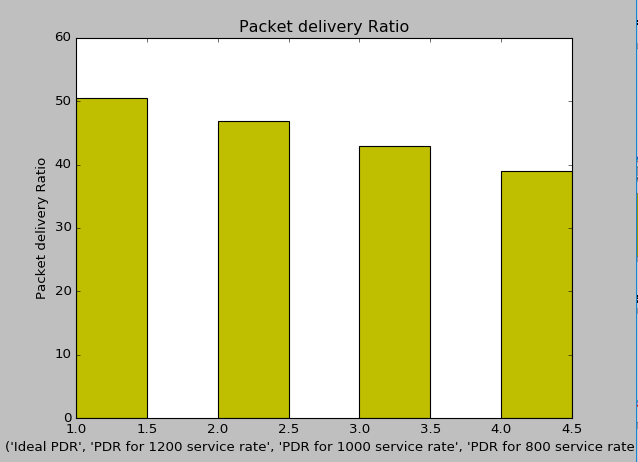 Packet delivery Ratio
60
50
40
30
20
10
0
Packet delivery Ratio
1.0 1.5 2.0 2.5 3.0 3.5 4.0 4.5
('Ideal PDR', 'PDR for 1200 service rate', 'PDR for 1000 service rate', 'PDR for 800 service rate